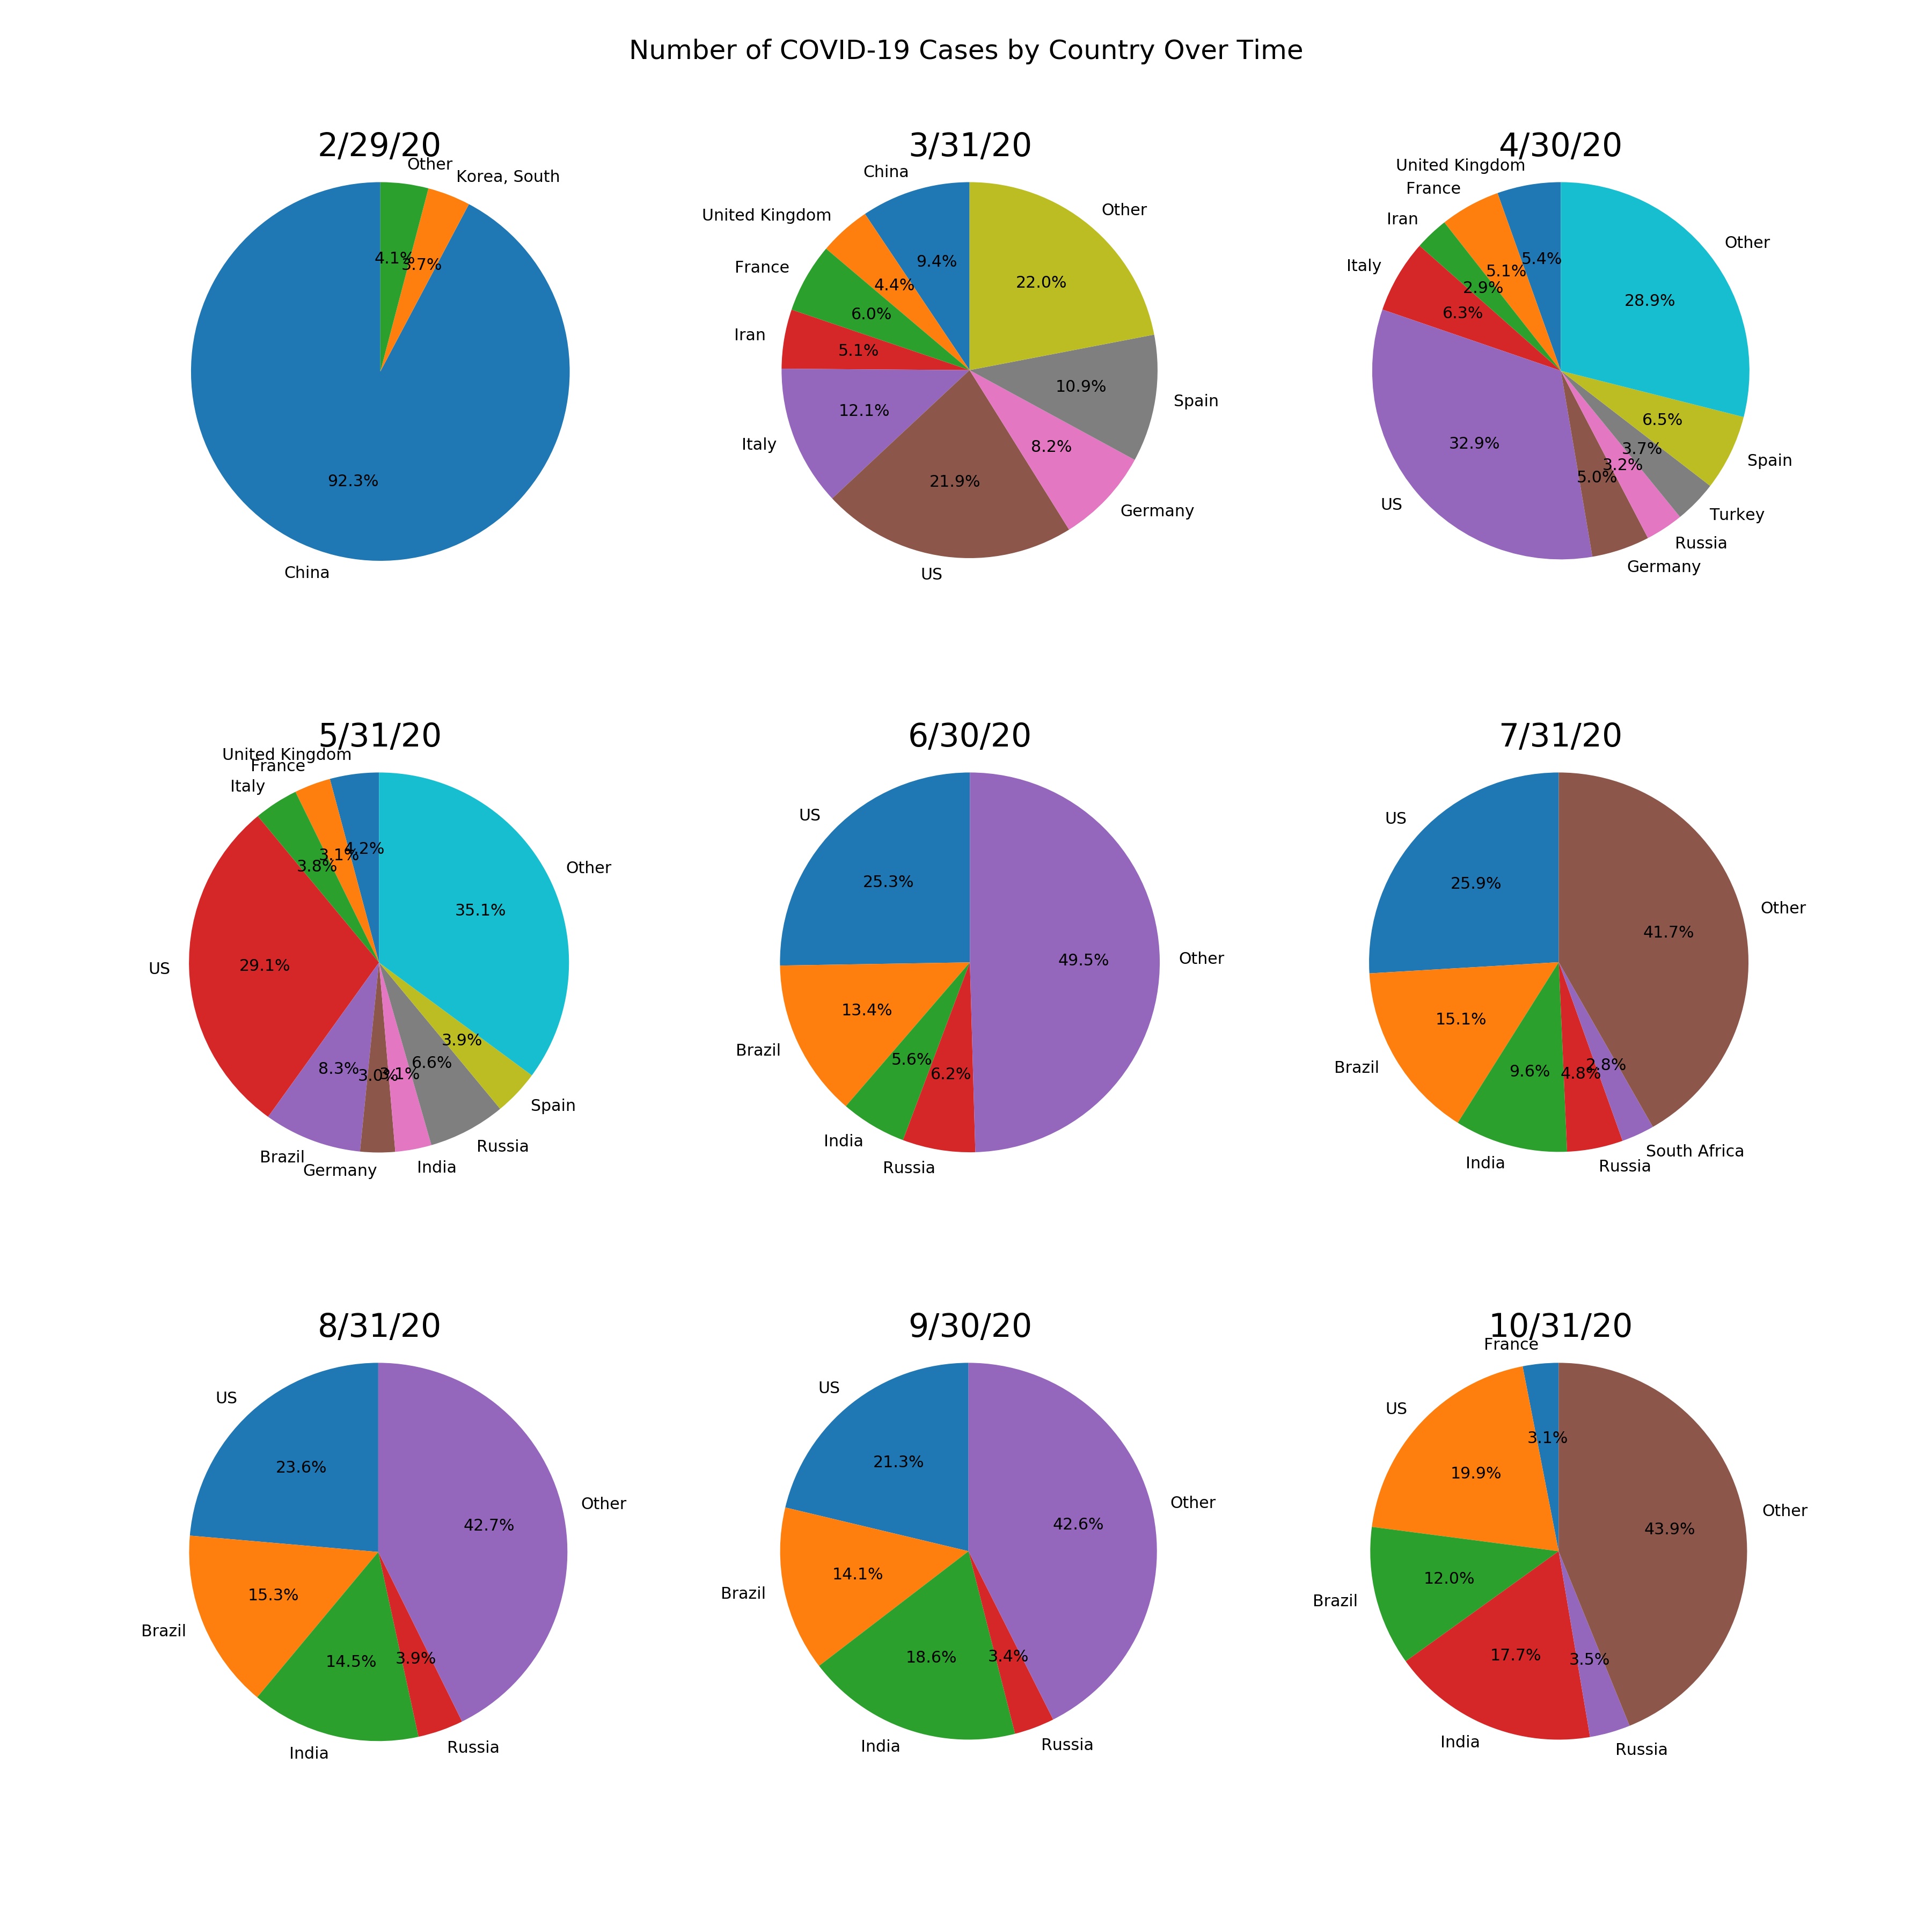 Number of COVID-19 Cases by Country Over Time
2/29/20
Other
Korea, South
4.1%
3.7%
92.3%
China
3/31/20
China
United Kingdom
Other
France
9.4%
4.4%
22.0%
6.0%
Iran
5.1%
10.9%
Spain
12.1%
Italy
8.2%
21.9%
Germany
US
4/30/20
United Kingdom
France
Iran
Italy
Other
5.4%
5.1%
2.9%
6.3%
28.9%
6.5%
32.9%
3.7%
3.2%
5.0%
Spain
US
Turkey
Russia
Germany
5/31/20
United Kingdom
France
Italy
4.2%
3.1%
3.8%
Other
35.1%
US
29.1%
3.9%
6.6%
8.3%
3.0%
3.1%
Spain
Russia
Brazil
Germany
India
6/30/20
US
25.3%
49.5%
Other
13.4%
Brazil
5.6%
6.2%
India
Russia
7/31/20
US
25.9%
Other
41.7%
15.1%
Brazil
9.6%
4.8%
2.8%
South Africa
India
Russia
8/31/20
US
23.6%
Other
42.7%
15.3%
Brazil
14.5%
3.9%
India
Russia
9/30/20
US
21.3%
Other
42.6%
14.1%
Brazil
18.6%
3.4%
India
Russia
10/31/20
France
US
3.1%
19.9%
Other
43.9%
12.0%
Brazil
17.7%
3.5%
India
Russia